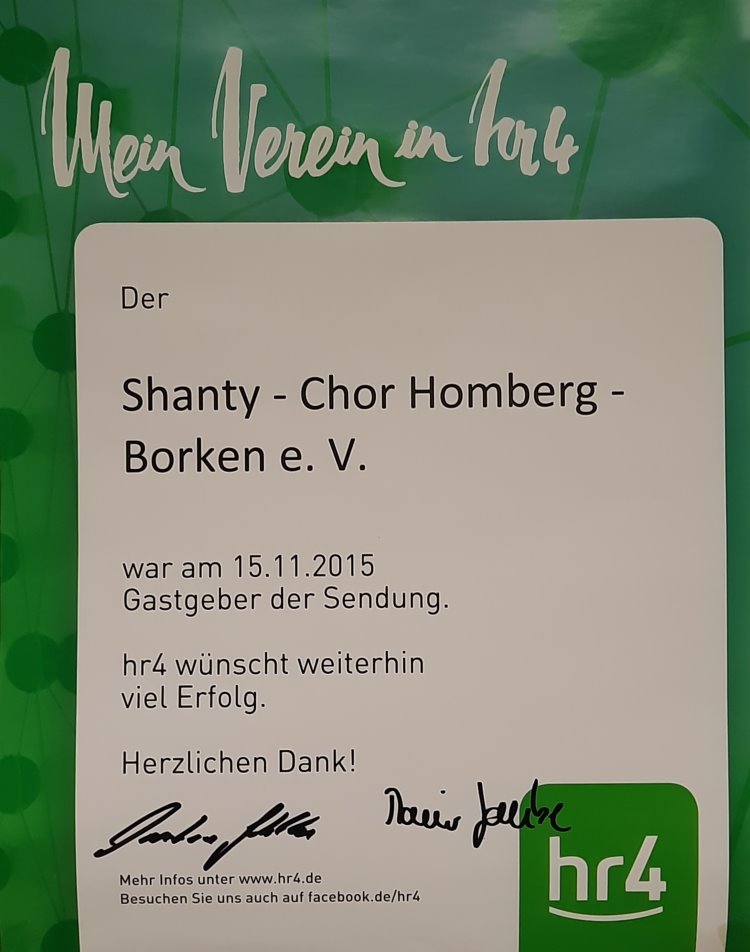 Mein Verein in hr4
Der
Shanty - Chor Homberg -
Borken e. V.
war am 15.11.2015
Gastgeber der Sendung.
hr4 wünscht weiterhin
viel Erfolg.
Herzlichen Dank!
Mehr Infos unter www.hr4.de
Besuchen Sie uns auch auf facebook.de/hr4
hr4